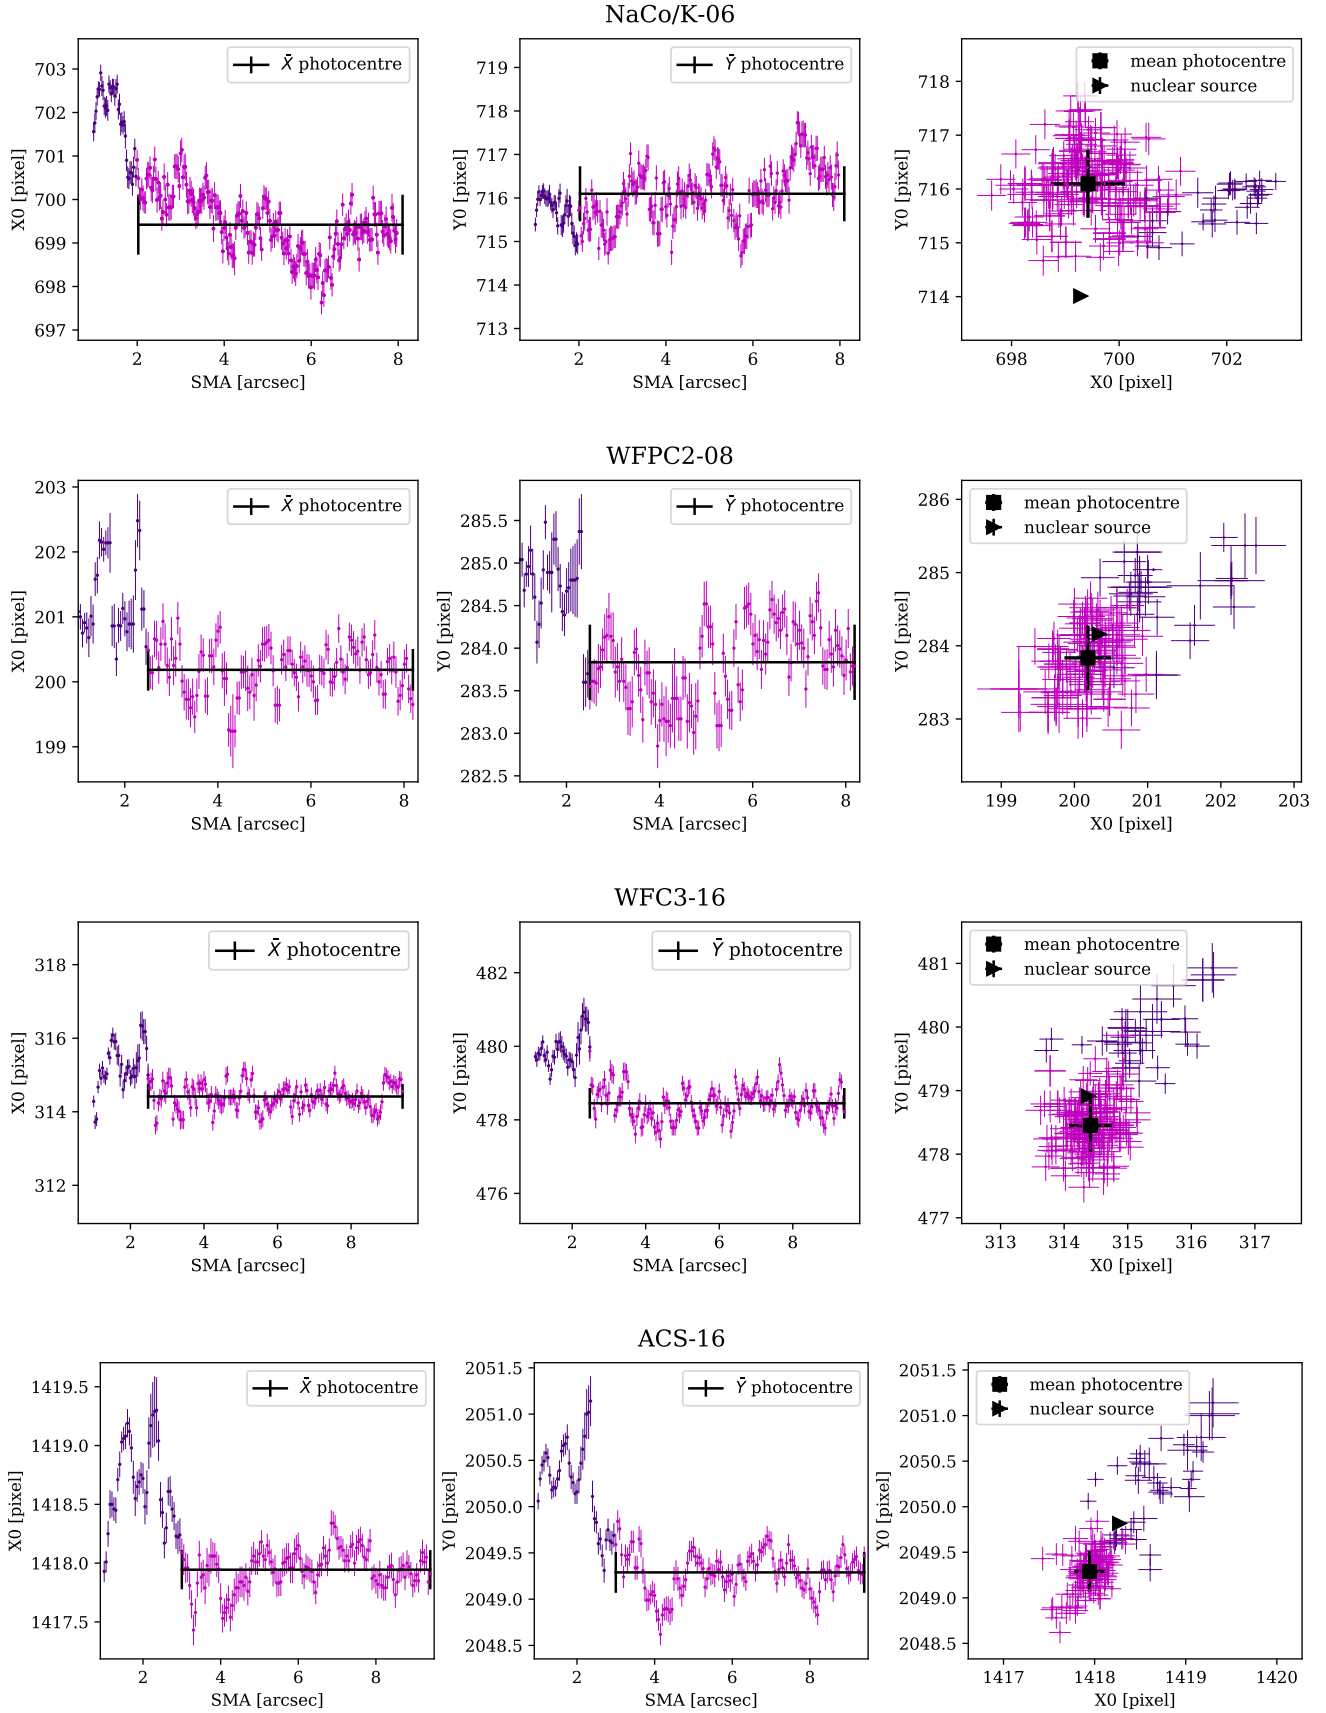 NaCo/K-06
X̄ photocentre
703
702
701
700
699
698
697
X0 [pixel]
2 4 6 8
SMA [arcsec]
Ȳ photocentre
719
718
717
716
715
714
713
Y0 [pixel]
2 4 6 8
SMA [arcsec]
mean photocentre
nuclear source
718
717
716
715
714
Y0 [pixel]
698 700 702
X0 [pixel]
WFPC2-08
X̄ photocentre
203
202
201
200
199
X0 [pixel]
2 4 6 8
SMA [arcsec]
Ȳ photocentre
285.5
285.0
284.5
284.0
283.5
283.0
282.5
Y0 [pixel]
2 4 6 8
SMA [arcsec]
mean photocentre
nuclear source
286
285
284
283
Y0 [pixel]
199 200 201 202 203
X0 [pixel]
WFC3-16
X̄ photocentre
318
316
314
312
X0 [pixel]
2 4 6 8
SMA [arcsec]
Ȳ photocentre
482
480
478
476
Y0 [pixel]
2 4 6 8
SMA [arcsec]
mean photocentre
nuclear source
481
480
479
478
477
Y0 [pixel]
313 314 315 316 317
X0 [pixel]
ACS-16
X̄ photocentre
1419.5
1419.0
1418.5
1418.0
1417.5
X0 [pixel]
2 4 6 8
SMA [arcsec]
Ȳ photocentre
2051.5
2051.0
2050.5
2050.0
2049.5
2049.0
2048.5
Y0 [pixel]
2 4 6 8
SMA [arcsec]
mean photocentre
nuclear source
2051.5
2051.0
2050.5
2050.0
2049.5
2049.0
2048.5
Y0 [pixel]
1417 1418 1419 1420
X0 [pixel]